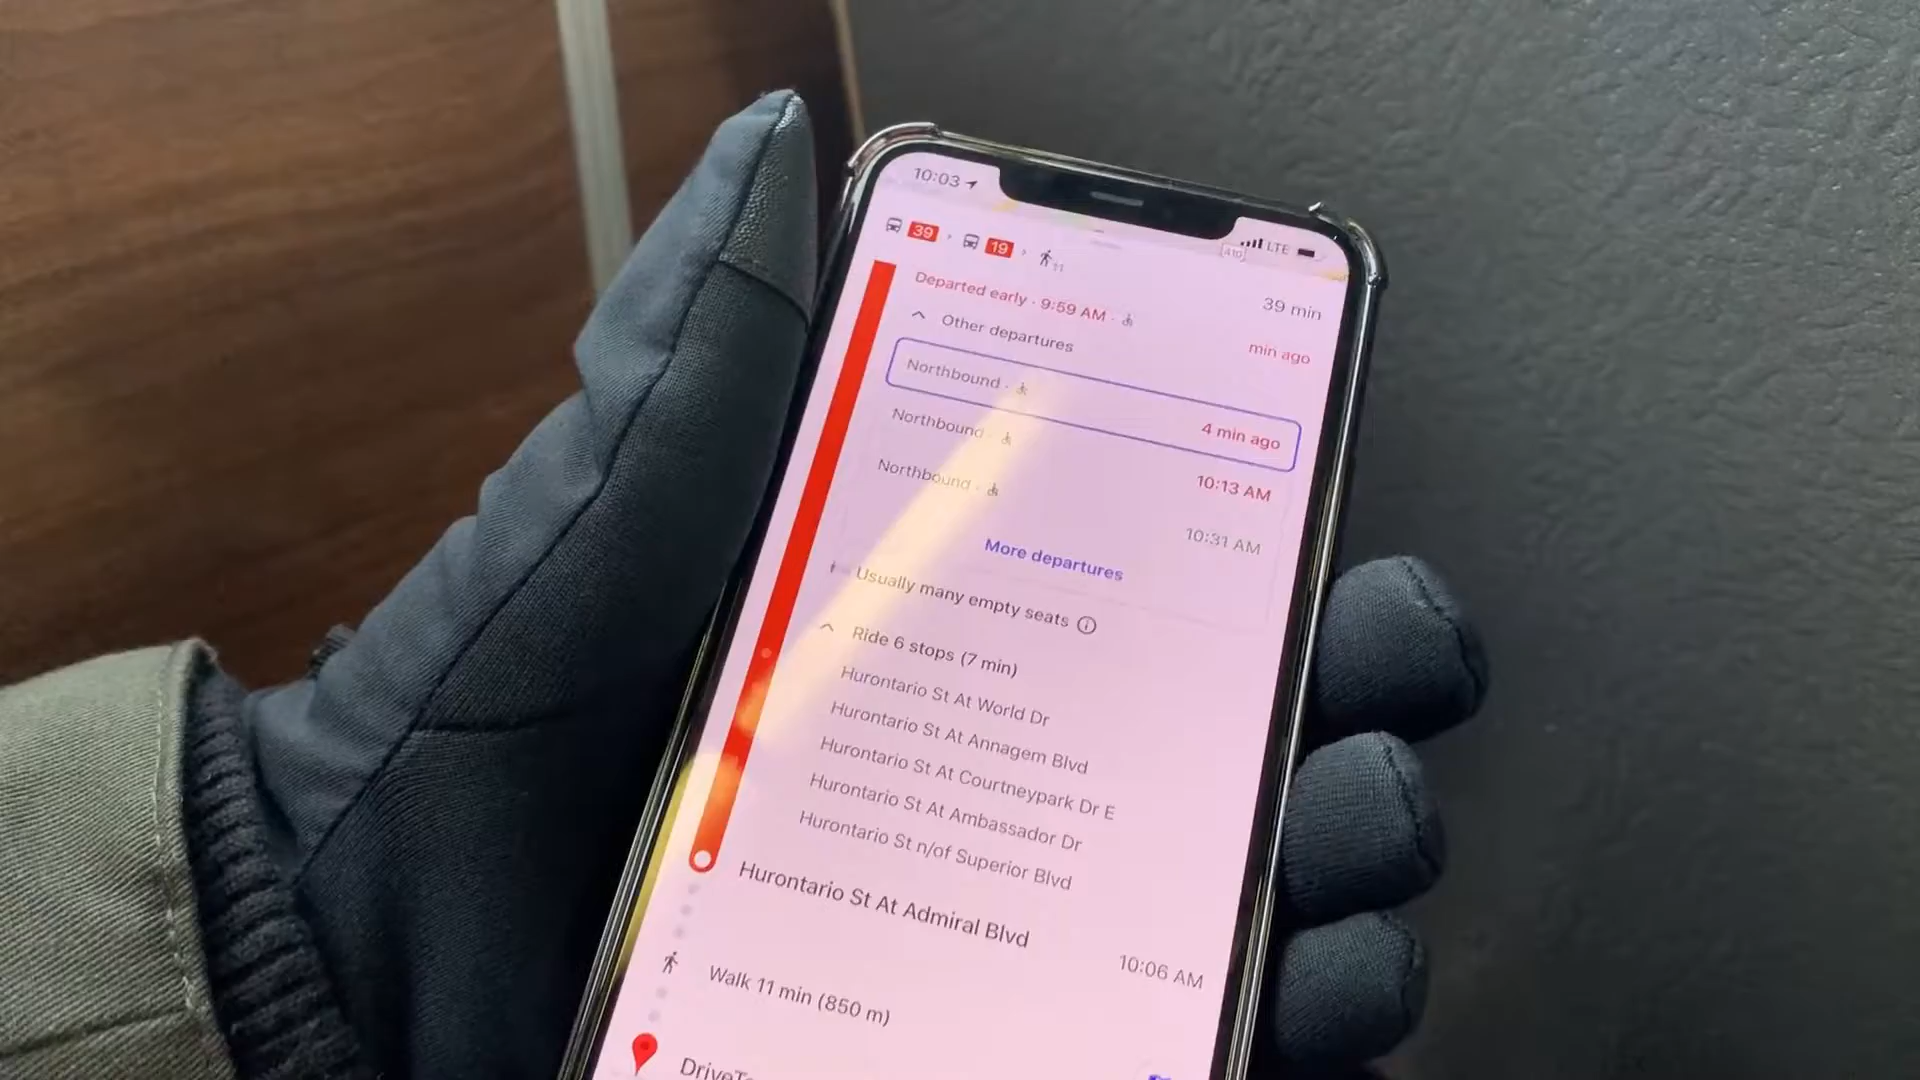 10:03
LTE
39 19 11
39 min
Departed early · 9:59 AM ·
min ago
Other departures
Northbound ·
4 min ago
Northbound ·
10:13 AM
Northbound ·
10:31 AM
More departures
Usually many empty seats
Ride 6 stops (7 min)
Hurontario St At World Dr
Hurontario St At Annagem Blvd
Hurontario St At Courtneypark Dr E
Hurontario St At Ambassador Dr
Hurontario St n/of Superior Blvd
Hurontario St At Admiral Blvd
10:06 AM
Walk 11 min (850 m)